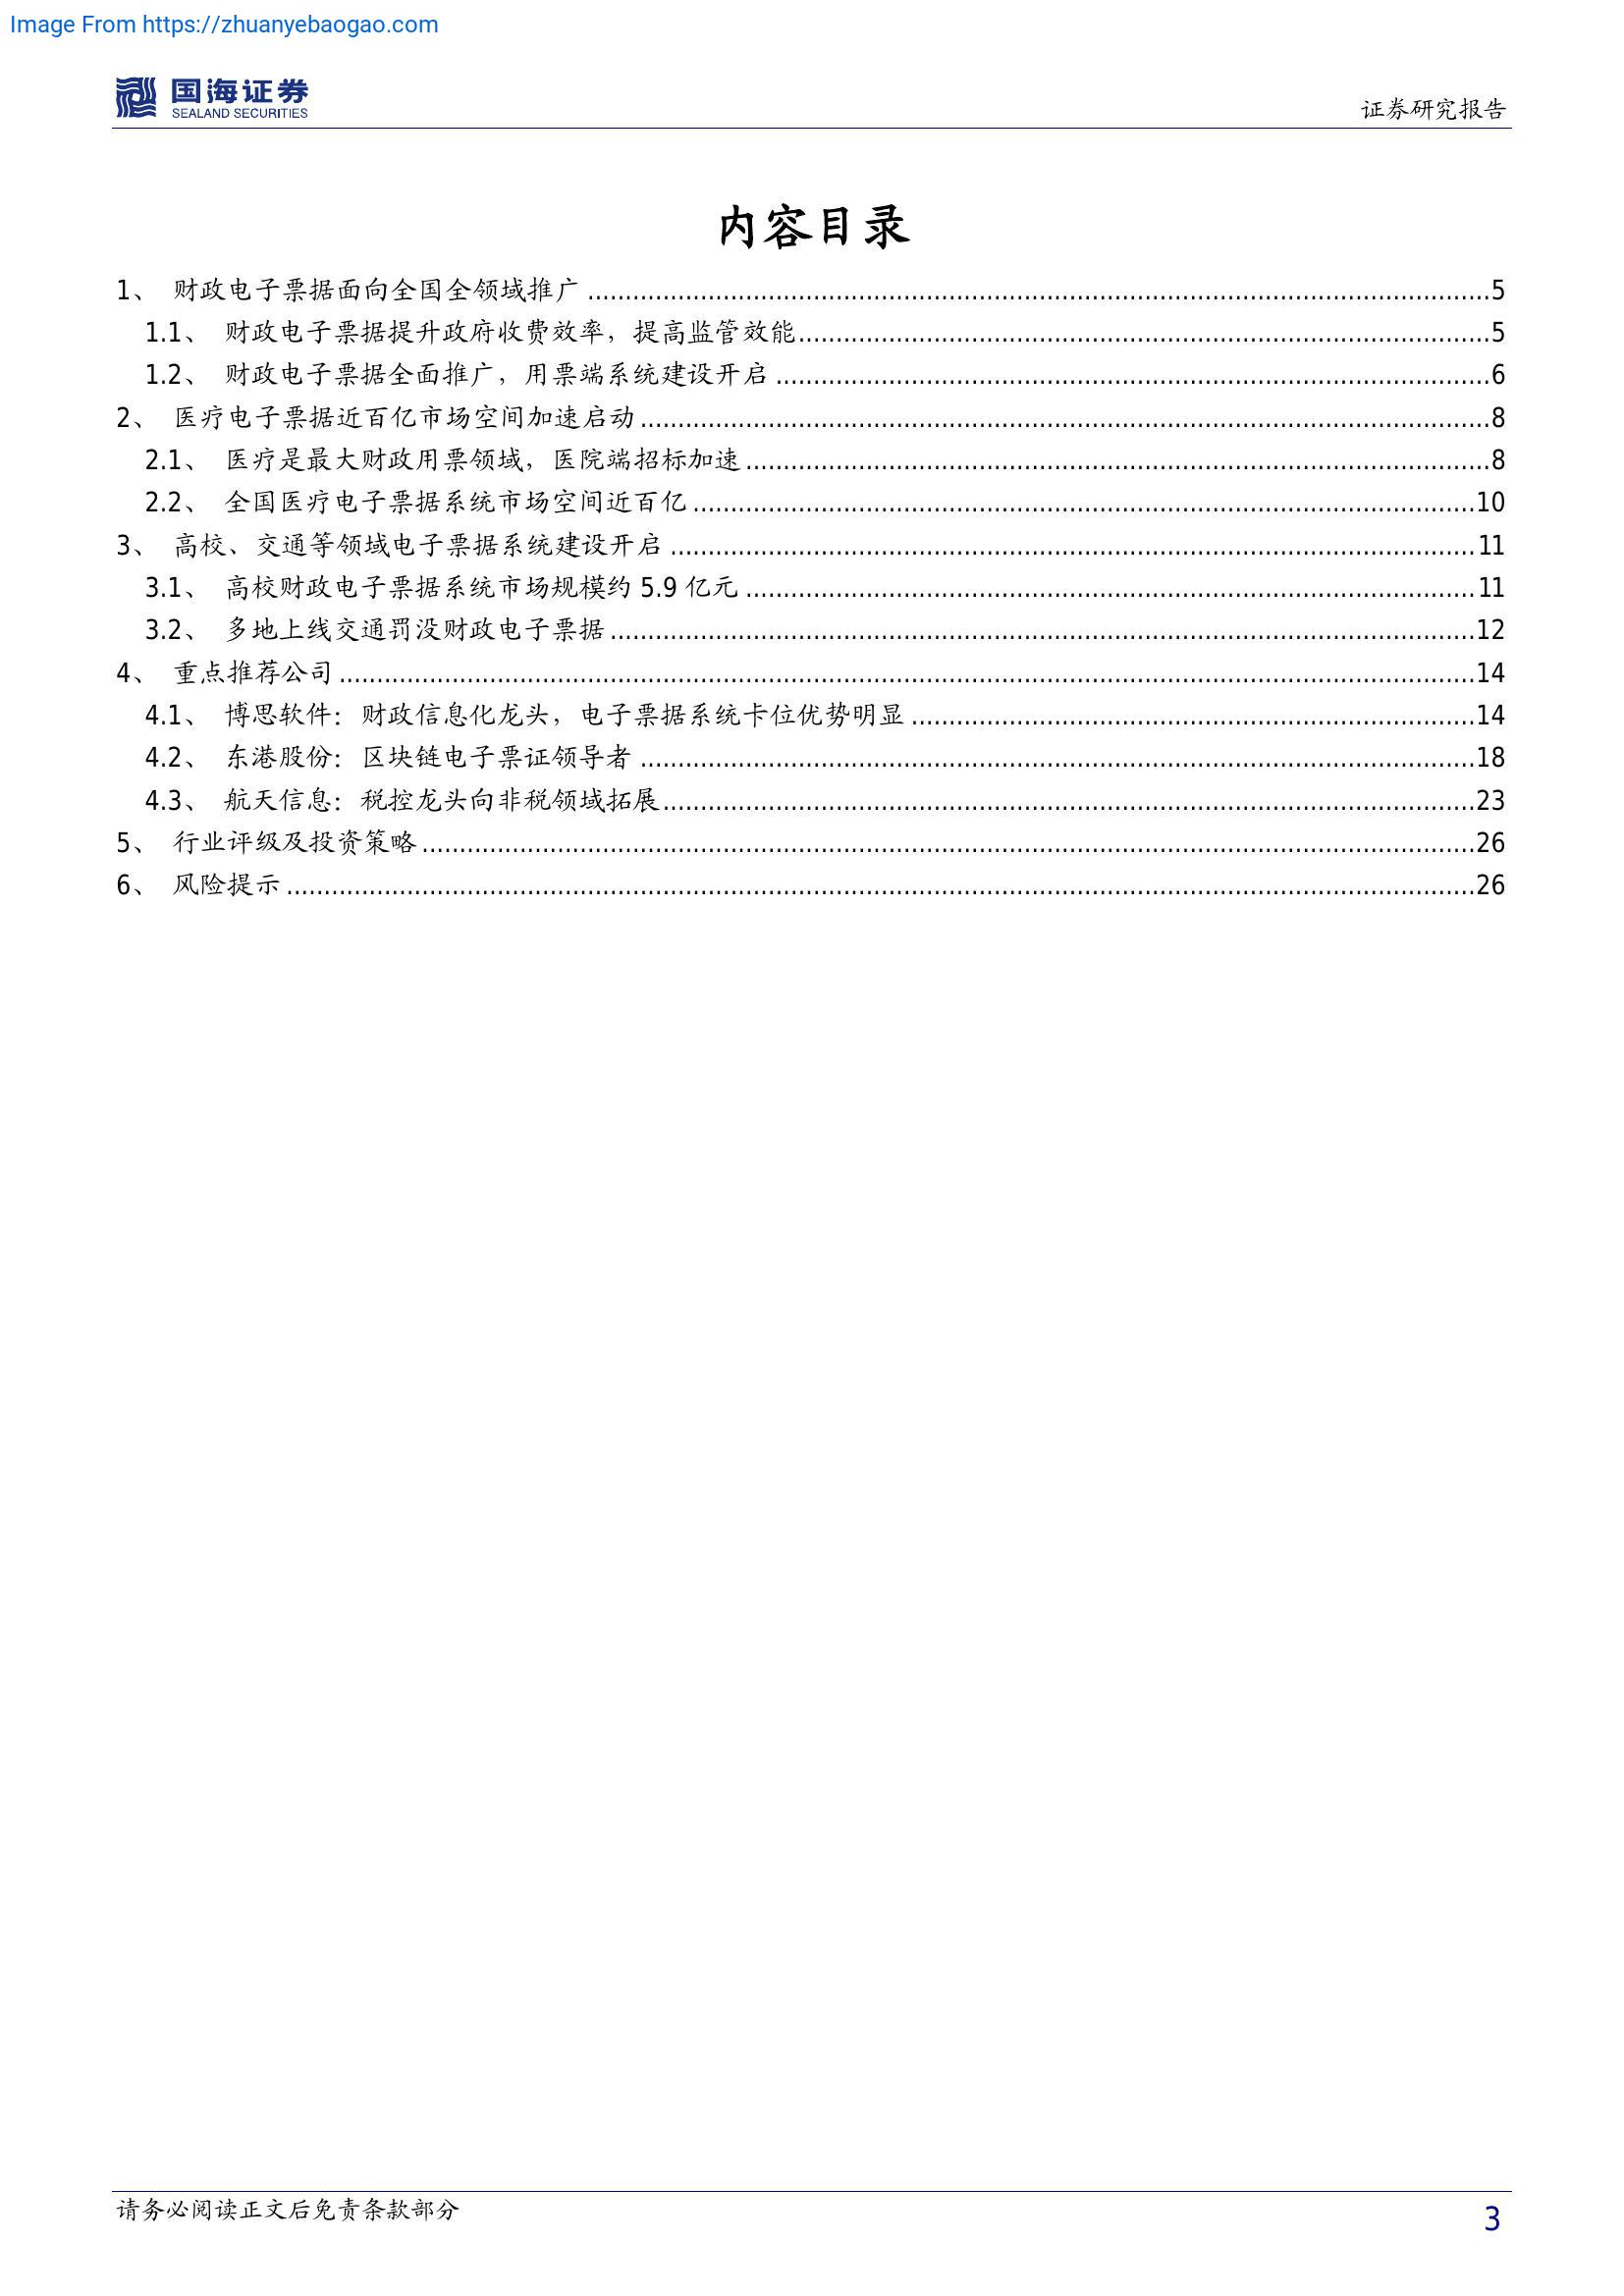 Image From https://zhuanyebaogao.com
国海证券
SEALAND SECURITIES
证券研究报告
内容目录
1、 财政电子票据面向全国全领域推广 ........ 5
1.1、 财政电子票据提升政府收费效率，提高监管效能 ........ 5
1.2、 财政电子票据全面推广，用票端系统建设开启 ........ 6
2、 医疗电子票据近百亿市场空间加速启动 ........ 8
2.1、 医疗是最大财政用票领域，医院端招标加速 ........ 8
2.2、 全国医疗电子票据系统市场空间近百亿 ........ 10
3、 高校、交通等领域电子票据系统建设开启 ........ 11
3.1、 高校财政电子票据系统市场规模约 5.9 亿元 ........ 11
3.2、 多地上线交通罚没财政电子票据 ........ 12
4、 重点推荐公司 ........ 14
4.1、 博思软件：财政信息化龙头，电子票据系统卡位优势明显 ........ 14
4.2、 东港股份：区块链电子票证领导者 ........ 18
4.3、 航天信息：税控龙头向非税领域拓展 ........ 23
5、 行业评级及投资策略 ........ 26
6、 风险提示 ........ 26
请务必阅读正文后免责条款部分
3